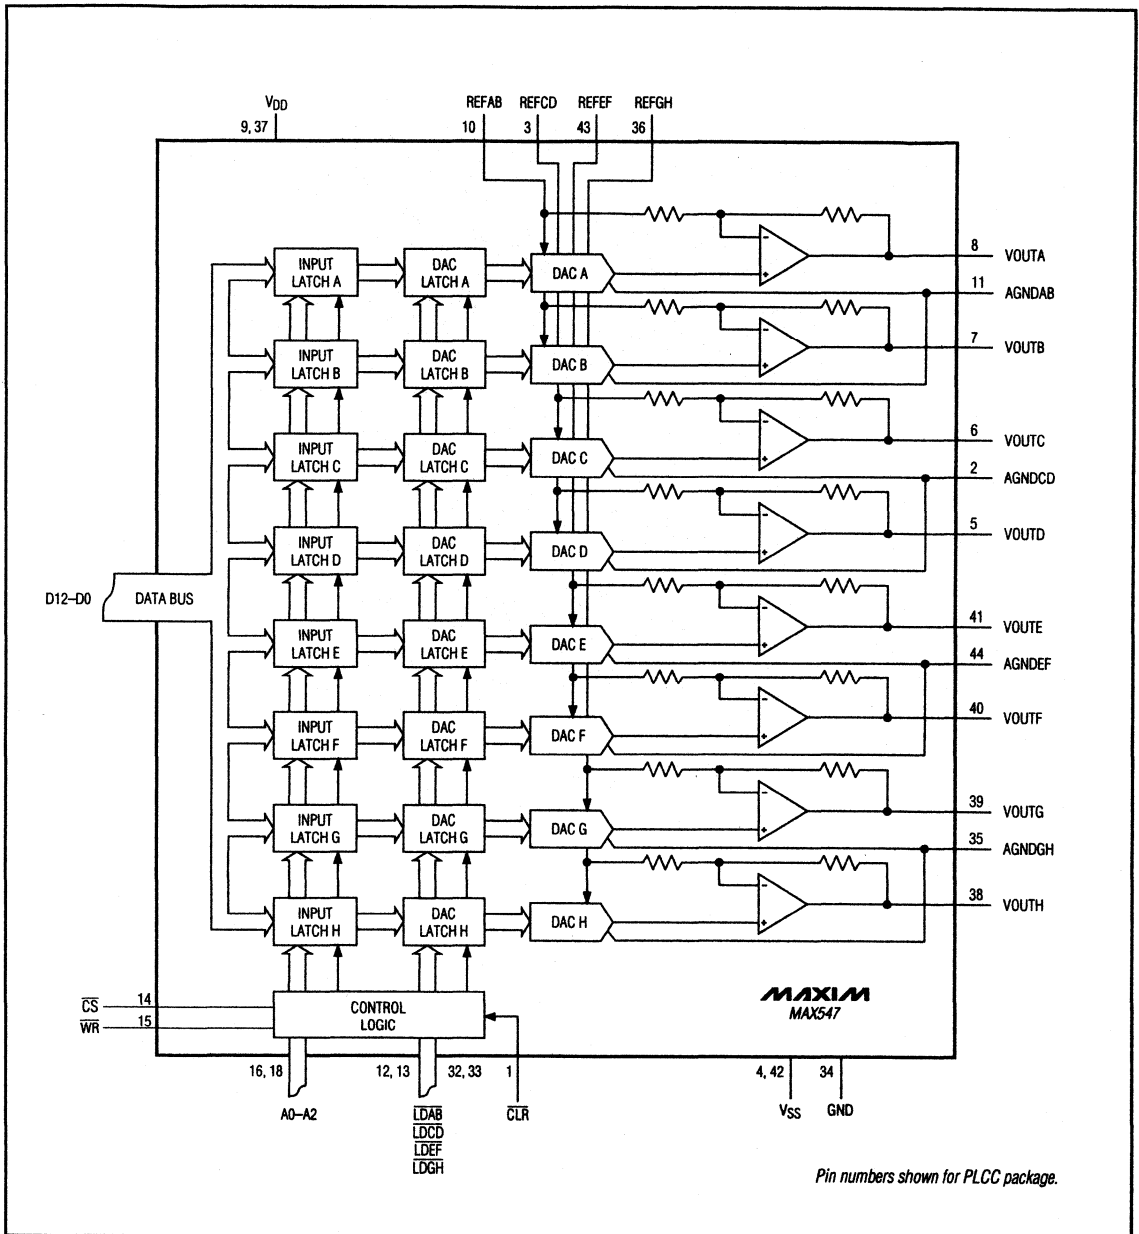 VDD
9, 37
REFAB REFCD REFEF REFGH
10 3 43 36
INPUT LATCH A
DAC LATCH A
DAC A
8 VOUTA
11 AGNDAB
INPUT LATCH B
DAC LATCH B
DAC B
7 VOUTB
INPUT LATCH C
DAC LATCH C
DAC C
6 VOUTC
2 AGNDCD
INPUT LATCH D
DAC LATCH D
DAC D
5 VOUTD
D12–D0
DATA BUS
INPUT LATCH E
DAC LATCH E
DAC E
41 VOUTE
44 AGNDEF
INPUT LATCH F
DAC LATCH F
DAC F
40 VOUTF
INPUT LATCH G
DAC LATCH G
DAC G
39 VOUTG
35 AGNDGH
INPUT LATCH H
DAC LATCH H
DAC H
38 VOUTH
CS 14
WR 15
CONTROL LOGIC
MAXIM
MAX547
16, 18
12, 13
32, 33
1
4, 42
34
A0–A2
LDAB
LDCD
LDEF
LDGH
CLR
VSS
GND
- +
- +
- +
- +
- +
- +
- +
- +
Pin numbers shown for PLCC package.